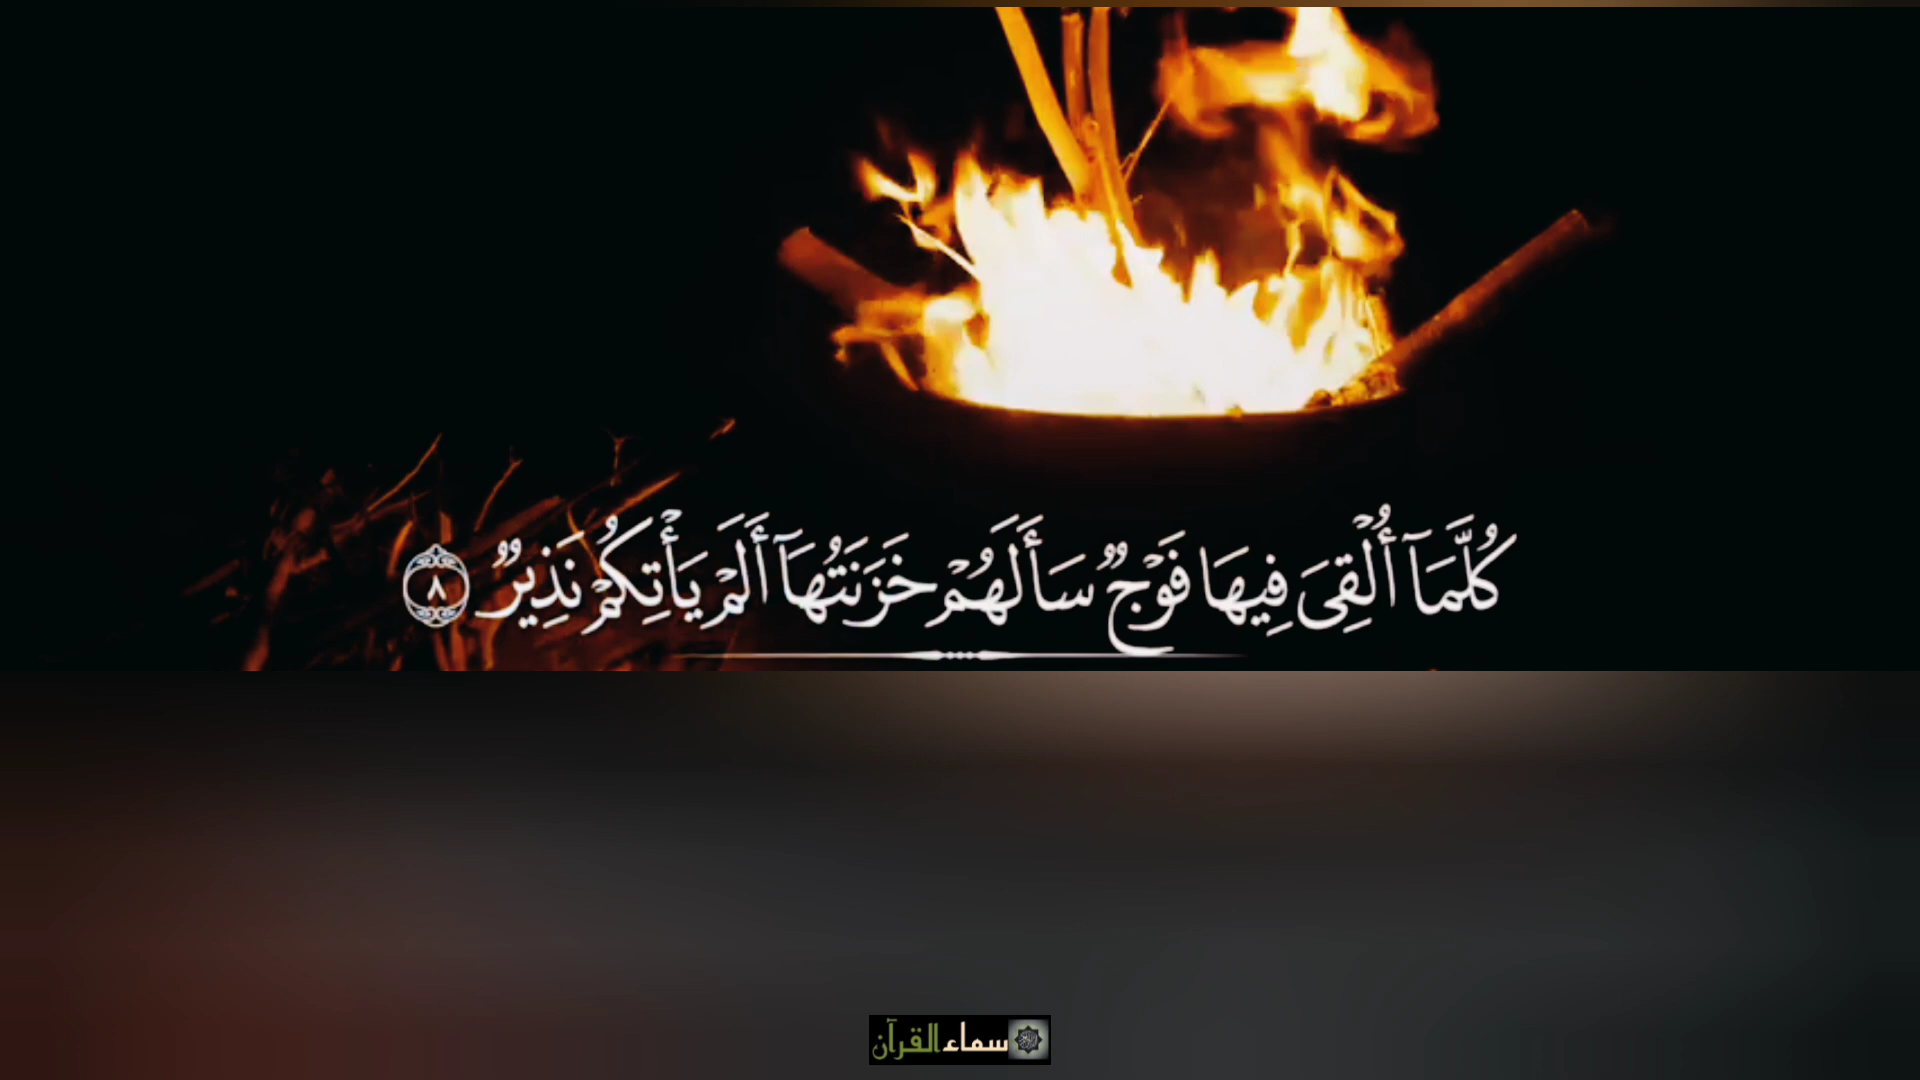 كُلَّمَآ أُلْقِىَ فِيهَا فَوْجٌ سَأَلَهُمْ خَزَنَتُهَآ أَلَمْ يَأْتِكُمْ نَذِيرٌ ٨
سماء القرآن